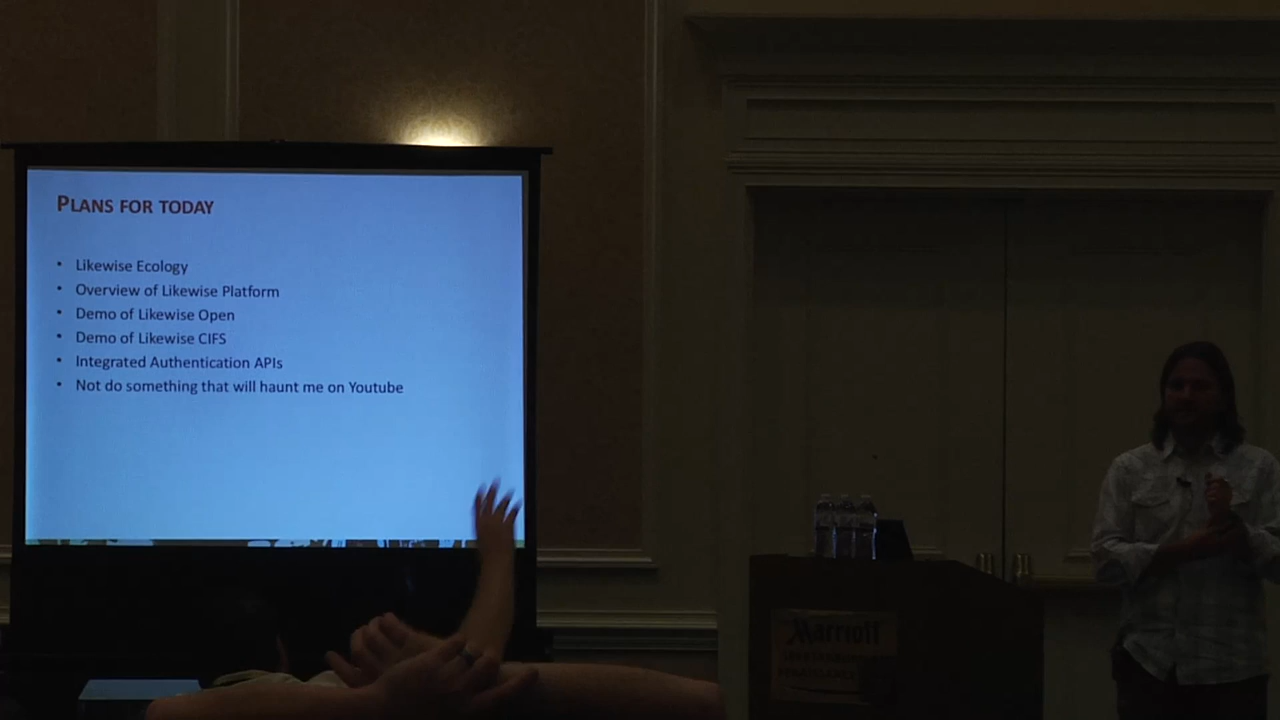 PLANS FOR TODAY
• Likewise Ecology
• Overview of Likewise Platform
• Demo of Likewise Open
• Demo of Likewise CIFS
• Integrated Authentication APIs
• Not do something that will haunt me on Youtube
Marriott